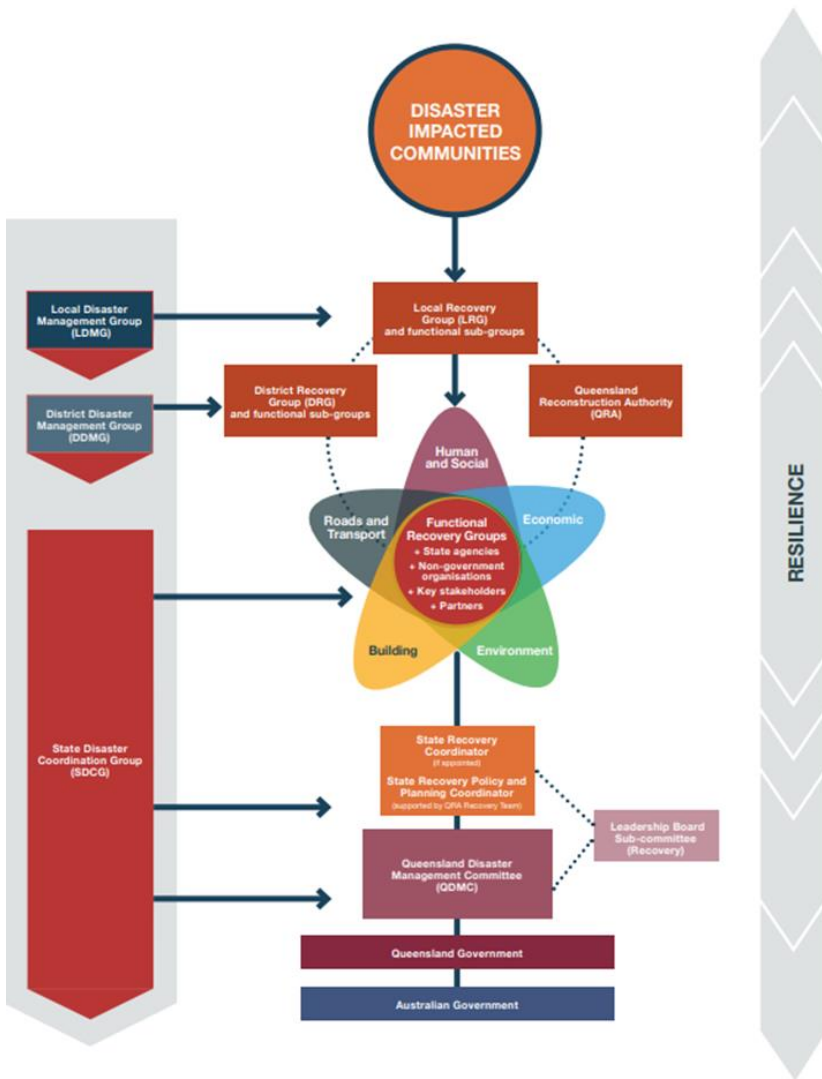 DISASTER
IMPACTED
COMMUNITIES
Local Disaster
Management Group
(LDMG)
Local Recovery
Group (LRG)
and functional sub-groups
District Disaster
Management Group
(DDMG)
District Recovery
Group (DRG)
and functional sub-groups
Queensland
Reconstruction Authority
(QRA)
Human
and Social
Roads and
Transport
Economic
Functional
Recovery Groups
+ State agencies
+ Non-government
organisations
+ Key stakeholders
+ Partners
Building
Environment
RESILIENCE
State Disaster
Coordination Group
(SDCG)
State Recovery
Coordinator
(if appointed)
State Recovery Policy and
Planning Coordinator
(supported by QRA Recovery Team)
Leadership Board
Sub-committee
(Recovery)
Queensland Disaster
Management Committee
(QDMC)
Queensland Government
Australian Government